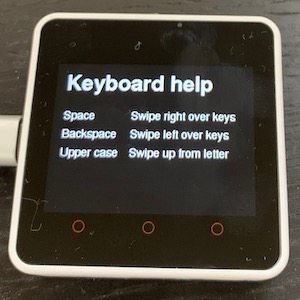 Keyboard help
Space Swipe right over keys
Backspace Swipe left over keys
Upper case Swipe up from letter